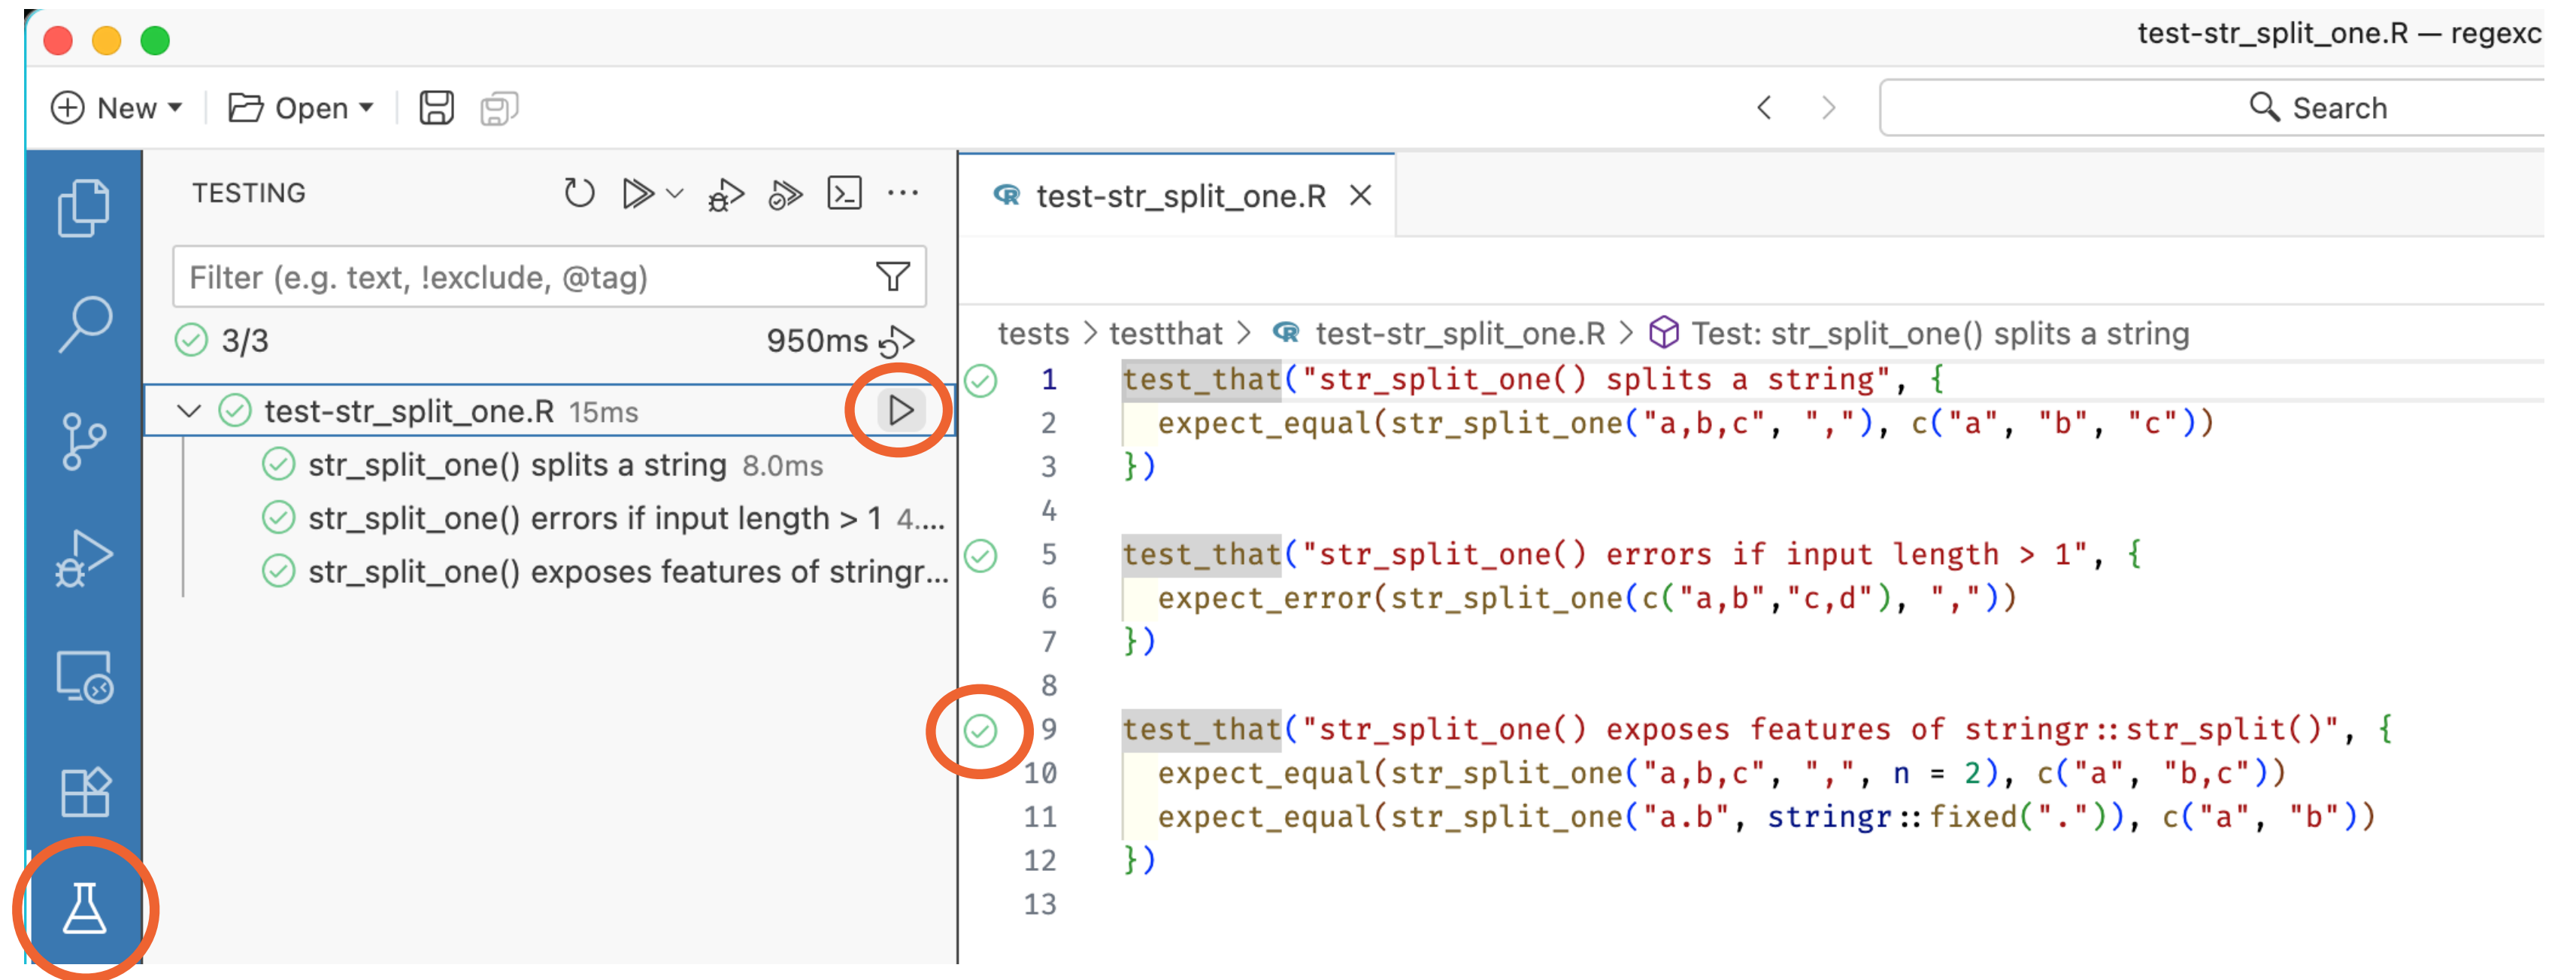 test-str_split_one.R — regexc
New
Open
Search
TESTING
test-str_split_one.R
Filter (e.g. text, !exclude, @tag)
3/3 950ms
tests > testthat > test-str_split_one.R > Test: str_split_one() splits a string
test-str_split_one.R 15ms
str_split_one() splits a string 8.0ms
str_split_one() errors if input length > 1 4....
str_split_one() exposes features of stringr...
1 test_that("str_split_one() splits a string", {
2 expect_equal(str_split_one("a,b,c", ","), c("a", "b", "c"))
3 })
4
5 test_that("str_split_one() errors if input length > 1", {
6 expect_error(str_split_one(c("a,b","c,d"), ","))
7 })
8
9 test_that("str_split_one() exposes features of stringr::str_split()", {
10 expect_equal(str_split_one("a,b,c", ",", n = 2), c("a", "b,c"))
11 expect_equal(str_split_one("a.b", stringr::fixed(".")), c("a", "b"))
12 })
13